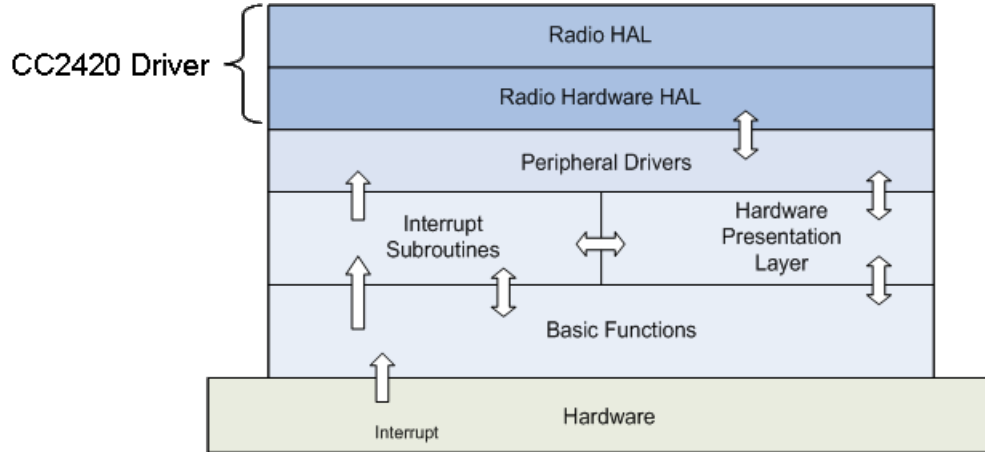 Radio HAL
CC2420 Driver
Radio Hardware HAL
Peripheral Drivers
Interrupt
Subroutines
Hardware
Presentation
Layer
Basic Functions
Hardware
Interrupt